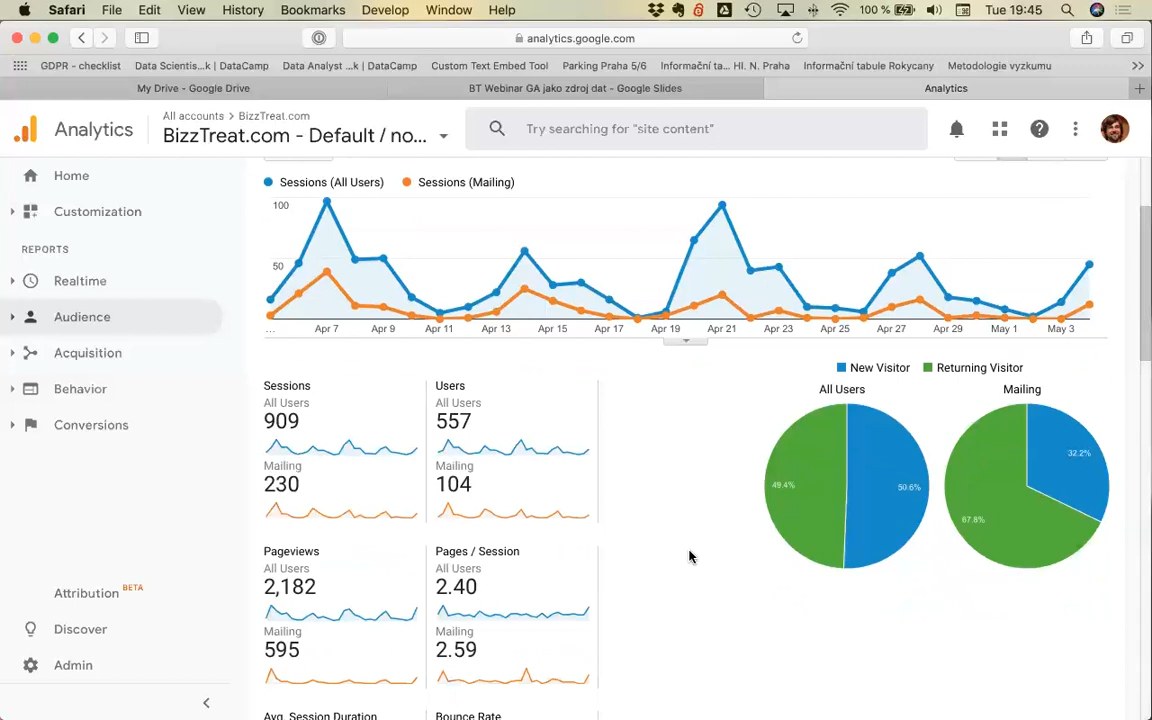 Safari File Edit View History Bookmarks Develop Window Help 100 % Tue 19:45
analytics.google.com
GDPR - checklist Data Scientis...k | DataCamp Data Analyst ...k | DataCamp Custom Text Embed Tool Parking Praha 5/6 Informační ta... Hl. N. Praha Informační tabule Rokycany Metodologie vyzkumu
My Drive - Google Drive BT Webinar GA jako zdroj dat - Google Slides Analytics
Analytics
All accounts > BizzTreat.com
BizzTreat.com - Default / no...
Try searching for "site content"
Home
Customization
REPORTS
Realtime
Audience
Acquisition
Behavior
Conversions
Attribution BETA
Discover
Admin
Sessions (All Users) Sessions (Mailing)
100
50
... Apr 7 Apr 9 Apr 11 Apr 13 Apr 15 Apr 17 Apr 19 Apr 21 Apr 23 Apr 25 Apr 27 Apr 29 May 1 May 3
Sessions
All Users
909
Mailing
230
Users
All Users
557
Mailing
104
Pageviews
All Users
2,182
Mailing
595
Pages / Session
All Users
2.40
Mailing
2.59
Avg. Session Duration
Bounce Rate
New Visitor Returning Visitor
All Users
49.4% 50.6%
Mailing
32.2%
67.8%